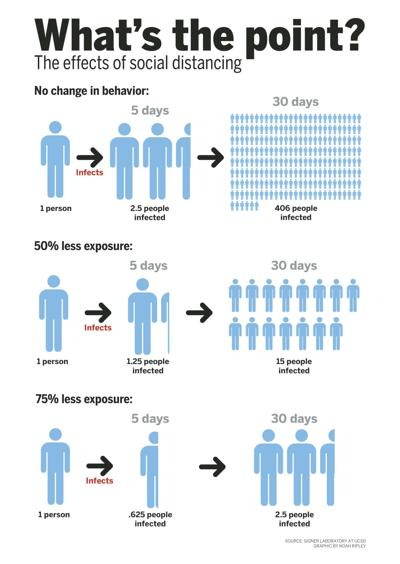 What's the point?
The effects of social distancing
No change in behavior:
5 days
30 days
Infects
1 person
2.5 people
infected
406 people
infected
50% less exposure:
5 days
30 days
Infects
1 person
1.25 people
infected
15 people
infected
75% less exposure:
5 days
30 days
Infects
1 person
.625 people
infected
2.5 people
infected
SOURCE: SIGNER LABORATORY AT UCSD
GRAPHIC BY NOAH RIPLEY